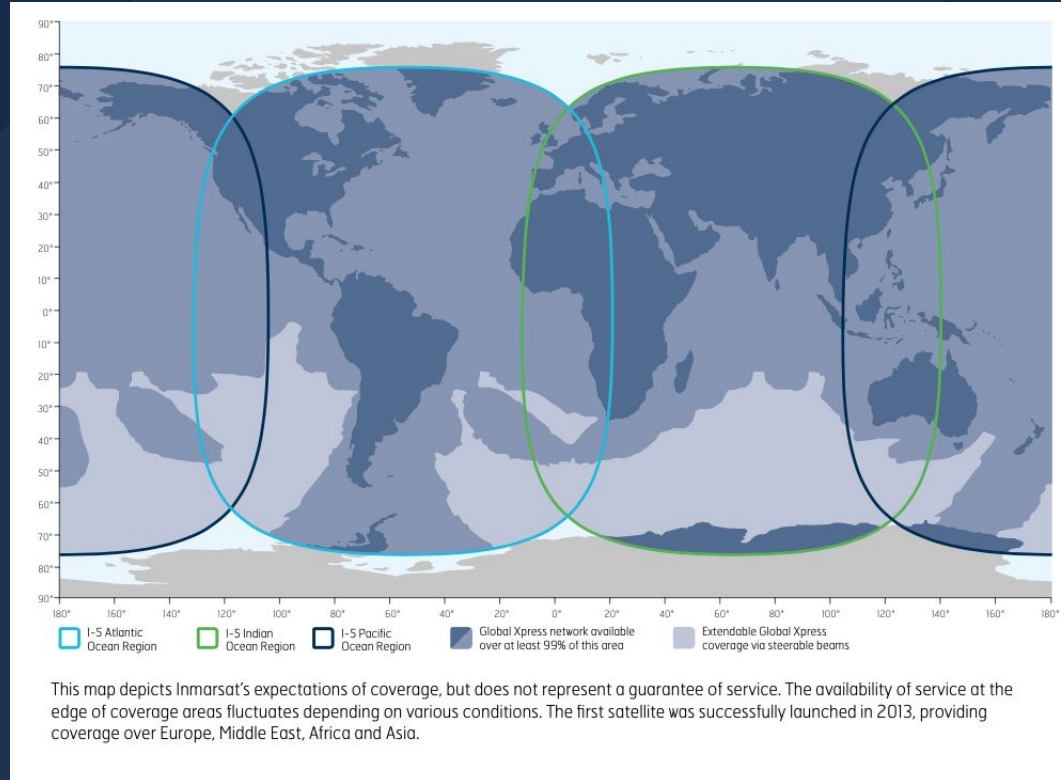 90°
80°
70°
60°
50°
40°
30°
20°
10°
0°
10°
20°
30°
40°
50°
60°
70°
80°
90°
180° 160° 140° 120° 100° 80° 60° 40° 20° 0° 20° 40° 60° 80° 100° 120° 140° 160° 180°
I-5 Atlantic
Ocean Region
I-5 Indian
Ocean Region
I-5 Pacific
Ocean Region
Global Xpress network available
over at least 99% of this area
Extendable Global Xpress
coverage via steerable beams
This map depicts Inmarsat's expectations of coverage, but does not represent a guarantee of service. The availability of service at the
edge of coverage areas fluctuates depending on various conditions. The first satellite was successfully launched in 2013, providing
coverage over Europe, Middle East, Africa and Asia.